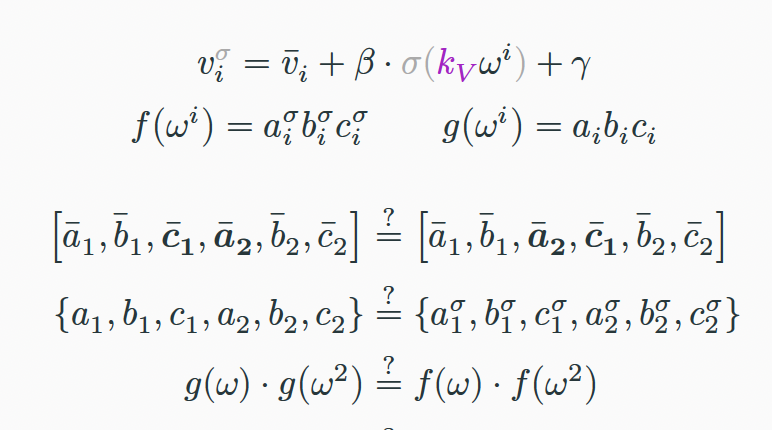 v_i^σ = v̄_i + β · σ(k_V ω^i) + γ
f(ω^i) = a_i^σ b_i^σ c_i^σ    g(ω^i) = a_i b_i c_i
[ā_1, b̄_1, c̄_1, ā_2, b̄_2, c̄_2] ≟ [ā_1, b̄_1, ā_2, c̄_1, b̄_2, c̄_2]
{a_1, b_1, c_1, a_2, b_2, c_2} ≟ {a_1^σ, b_1^σ, c_1^σ, a_2^σ, b_2^σ, c_2^σ}
g(ω) · g(ω^2) ≟ f(ω) · f(ω^2)